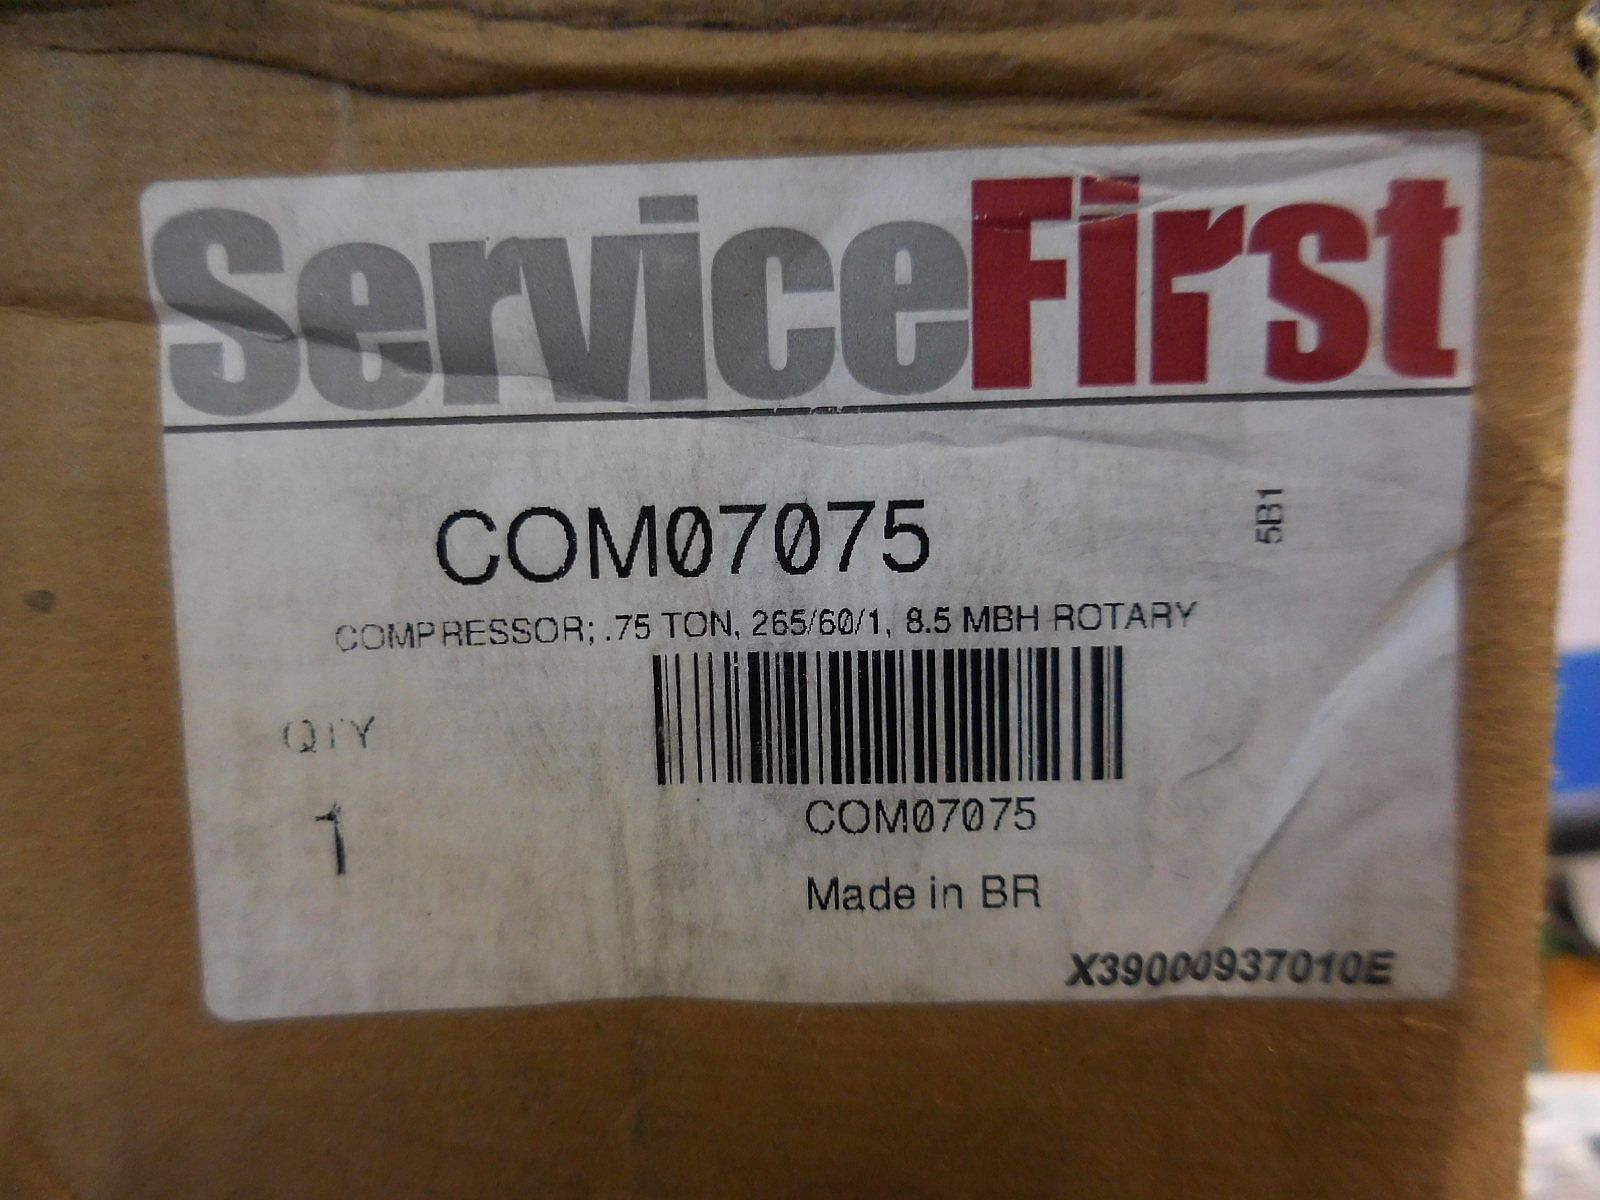 ServiceFirst
COM07075
5B1
COMPRESSOR; .75 TON, 265/60/1, 8.5 MBH ROTARY
QTY
1
COM07075
Made in BR
X39000937010E